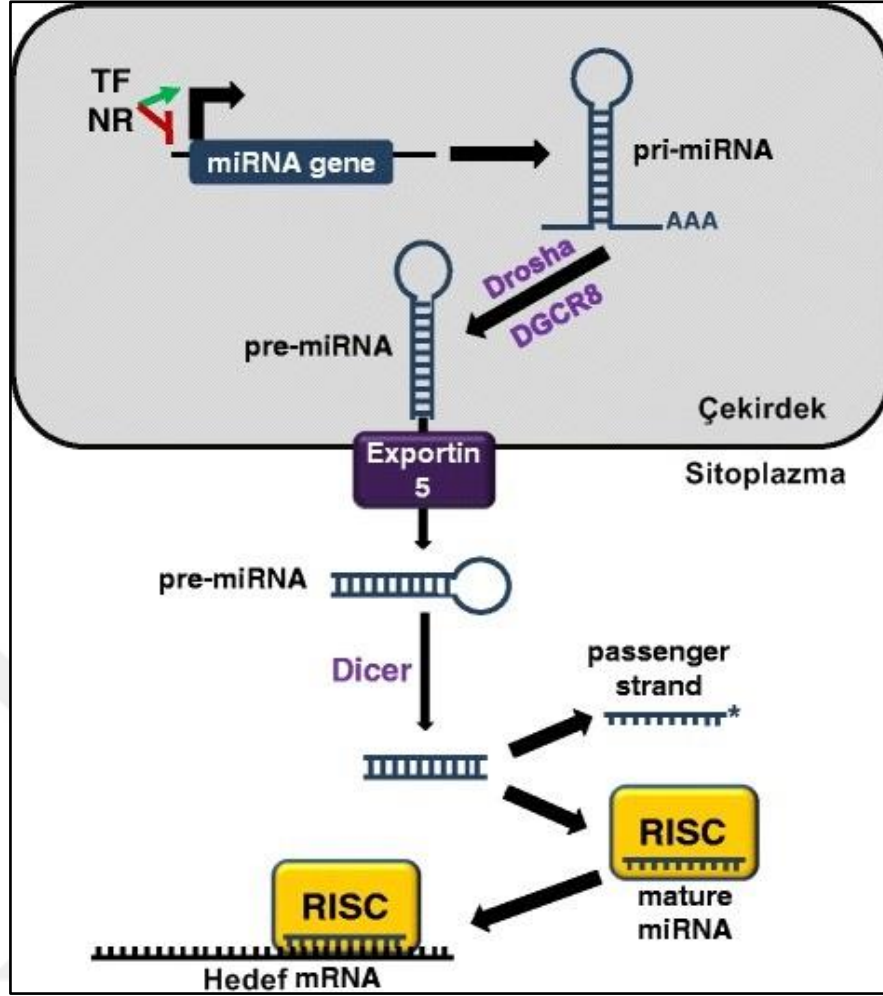 TF
NR
miRNA gene
pri-miRNA
AAA
Drosha
DGCR8
pre-miRNA
Çekirdek
Exportin
5
Sitoplazma
pre-miRNA
Dicer
passenger
strand
*
RISC
mature
miRNA
RISC
Hedef mRNA